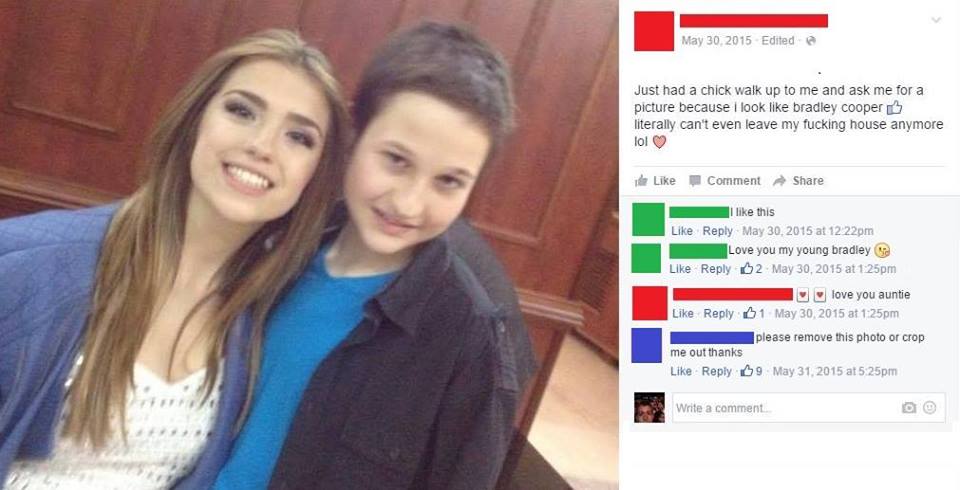 May 30, 2015 · Edited ·
Just had a chick walk up to me and ask me for a
picture because i look like bradley cooper
literally can't even leave my fucking house anymore
lol
Like Comment Share
I like this
Like · Reply · May 30, 2015 at 12:22pm
Love you my young bradley
Like · Reply · 2 · May 30, 2015 at 1:25pm
love you auntie
Like · Reply · 1 · May 30, 2015 at 1:25pm
please remove this photo or crop
me out thanks
Like · Reply · 9 · May 31, 2015 at 5:25pm
Write a comment...